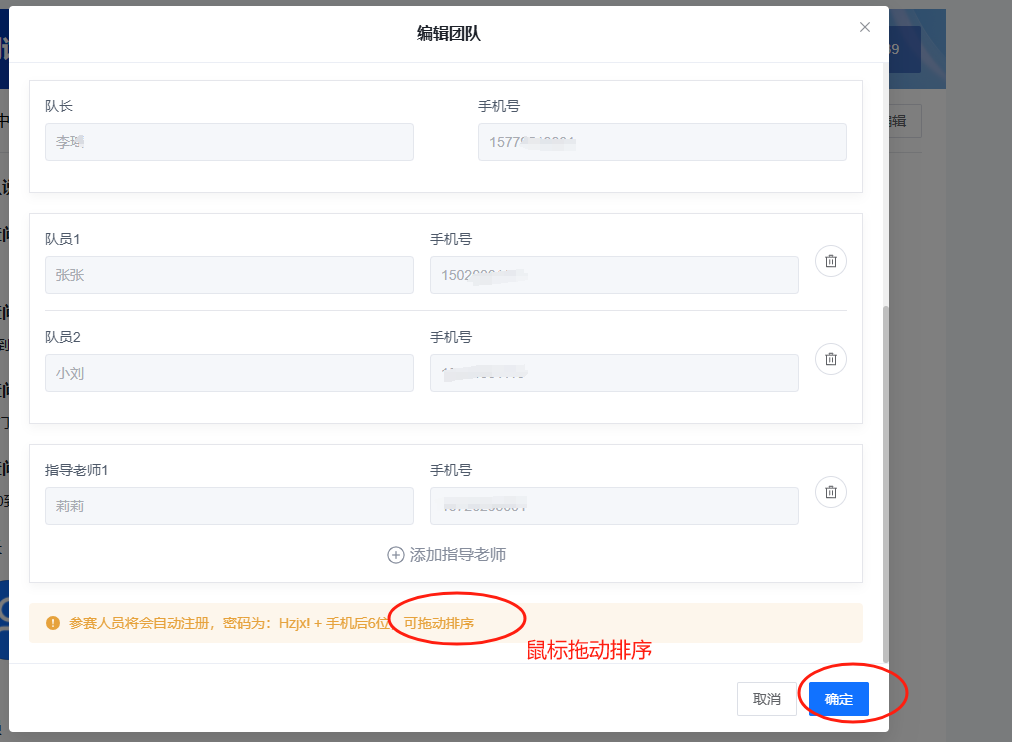 编辑团队
队长 手机号
李
队员1 手机号
张张
队员2 手机号
小刘
指导老师1 手机号
莉莉
添加指导老师
参赛人员将会自动注册，密码为：Hzjx! + 手机后6位 可拖动排序
鼠标拖动排序
取消 确定